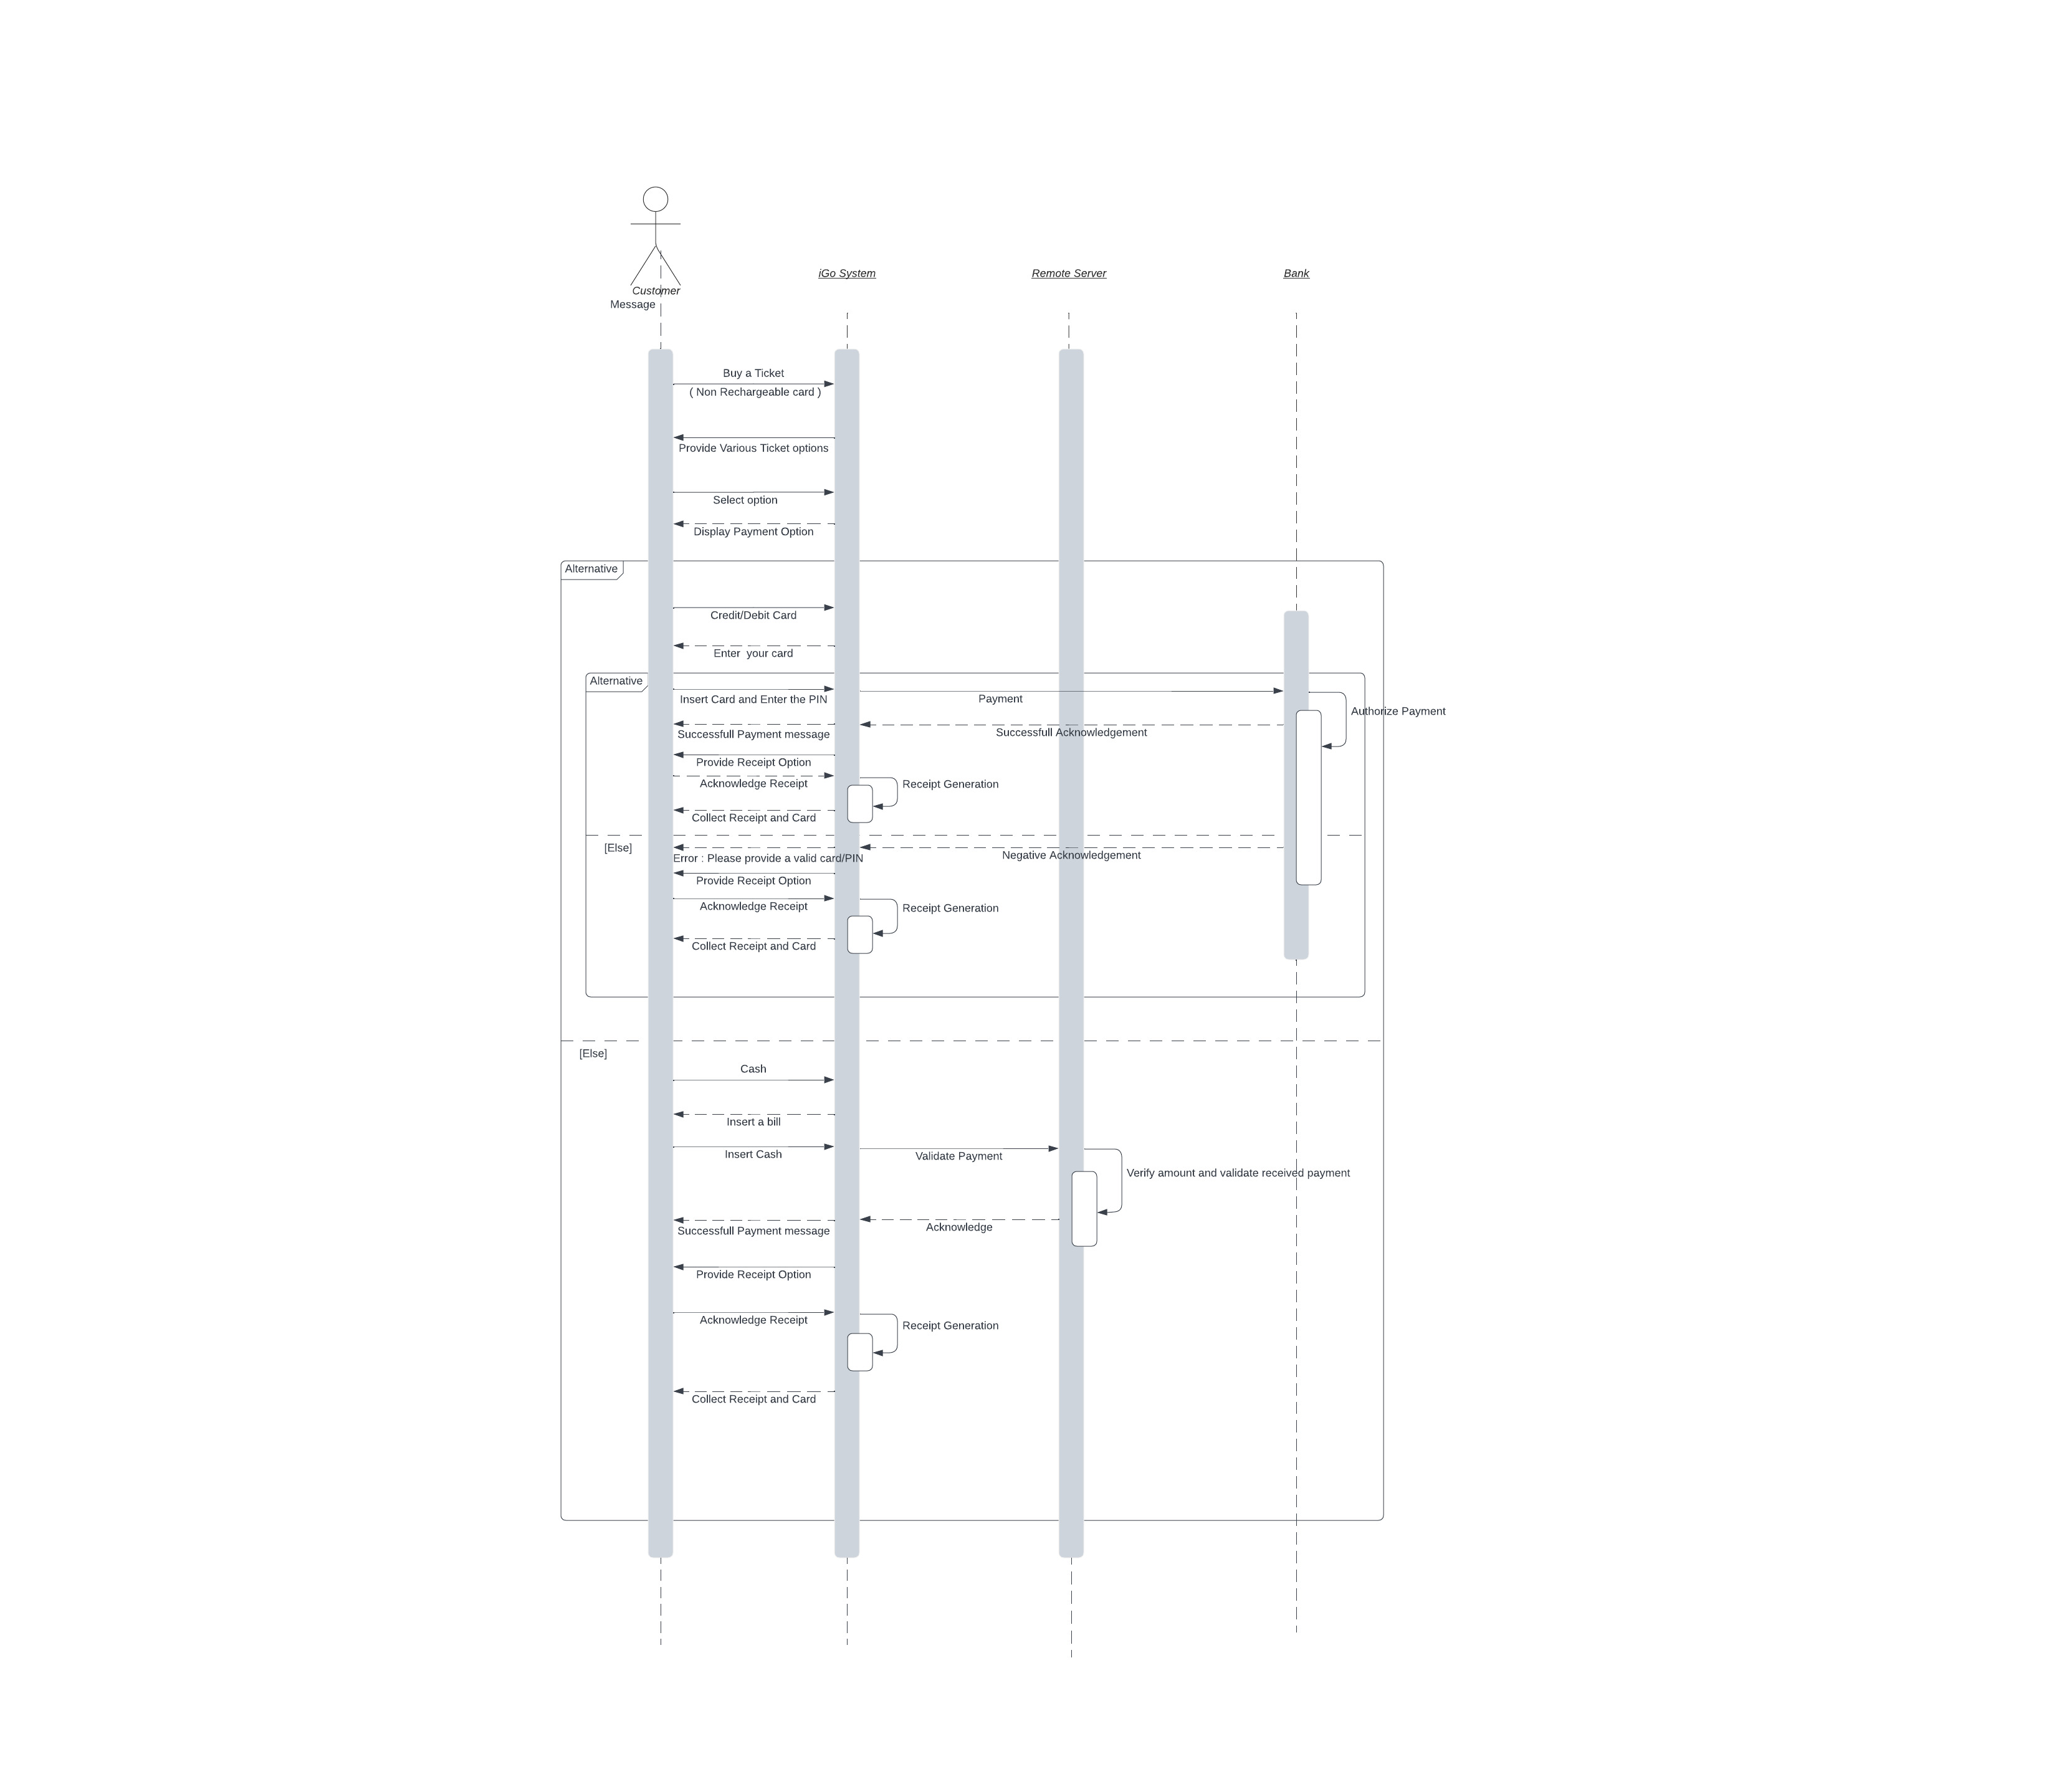 iGo System
Remote Server
Bank
Customer
Message
Buy a Ticket
( Non Rechargeable card )
Provide Various Ticket options
Select option
Display Payment Option
Alternative
Credit/Debit Card
Enter  your card
Alternative
Insert Card and Enter the PIN
Payment
Authorize Payment
Successfull Payment message
Successfull Acknowledgement
Provide Receipt Option
Acknowledge Receipt
Receipt Generation
Collect Receipt and Card
[Else]
Error : Please provide a valid card/PIN
Negative Acknowledgement
Provide Receipt Option
Acknowledge Receipt
Receipt Generation
Collect Receipt and Card
[Else]
Cash
Insert a bill
Insert Cash
Validate Payment
Verify amount and validate received payment
Successfull Payment message
Acknowledge
Provide Receipt Option
Acknowledge Receipt
Receipt Generation
Collect Receipt and Card